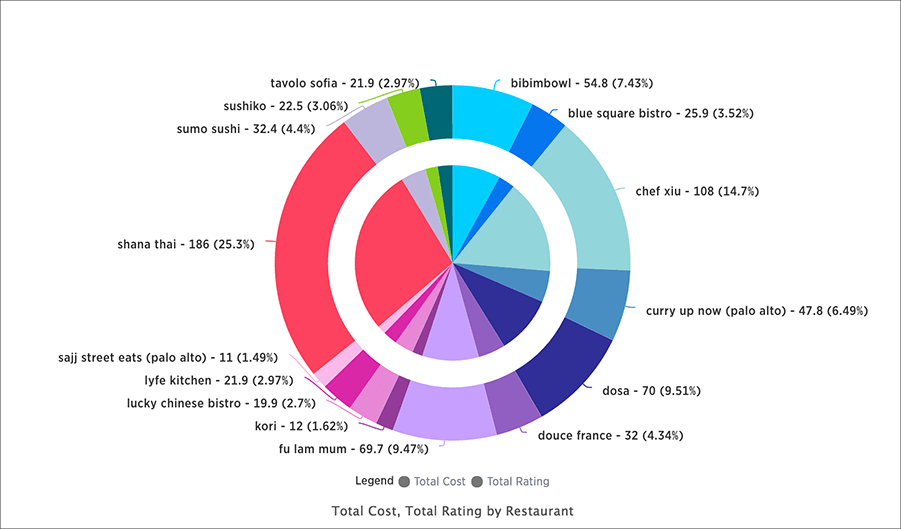 tavolo sofia - 21.9 (2.97%)
bibimbowl - 54.8 (7.43%)
sushiko - 22.5 (3.06%)
blue square bistro - 25.9 (3.52%)
sumo sushi - 32.4 (4.4%)
chef xiu - 108 (14.7%)
shana thai - 186 (25.3%)
curry up now (palo alto) - 47.8 (6.49%)
sajj street eats (palo alto) - 11 (1.49%)
lyfe kitchen - 21.9 (2.97%)
dosa - 70 (9.51%)
lucky chinese bistro - 19.9 (2.7%)
kori - 12 (1.62%)
douce france - 32 (4.34%)
fu lam mum - 69.7 (9.47%)
Legend Total Cost Total Rating
Total Cost, Total Rating by Restaurant